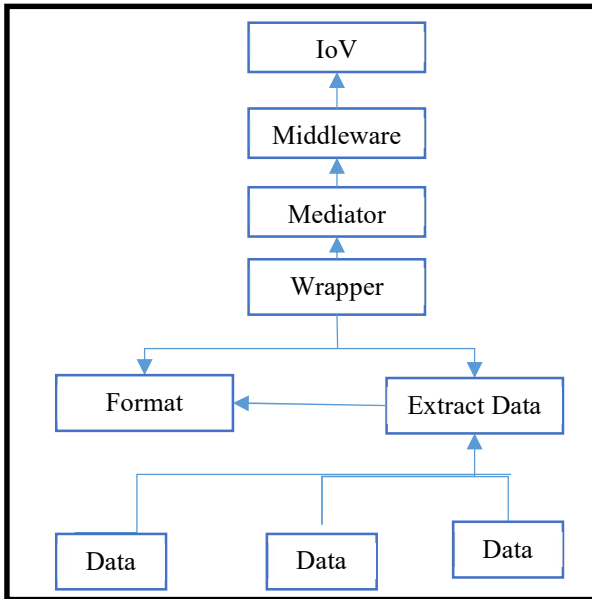 IoV
Middleware
Mediator
Wrapper
Format
Extract Data
Data
Data
Data